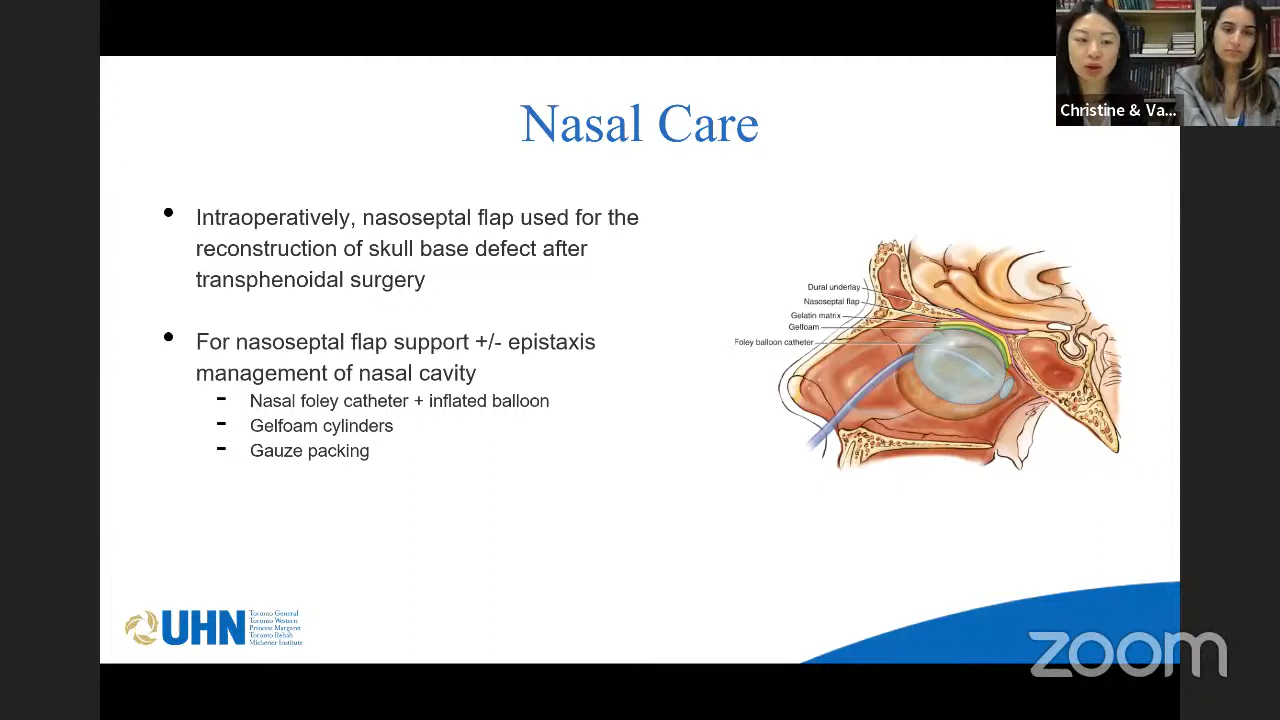 Christine & Va...
Nasal Care
• Intraoperatively, nasoseptal flap used for the
reconstruction of skull base defect after
transphenoidal surgery
• For nasoseptal flap support +/- epistaxis
management of nasal cavity
- Nasal foley catheter + inflated balloon
- Gelfoam cylinders
- Gauze packing
Dural underlay
Nasoseptal flap
Gelatin matrix
Gelfoam
Foley balloon catheter
UHN
Toronto General
Toronto Western
Princess Margaret
Toronto Rehab
Michener Institute
zoom